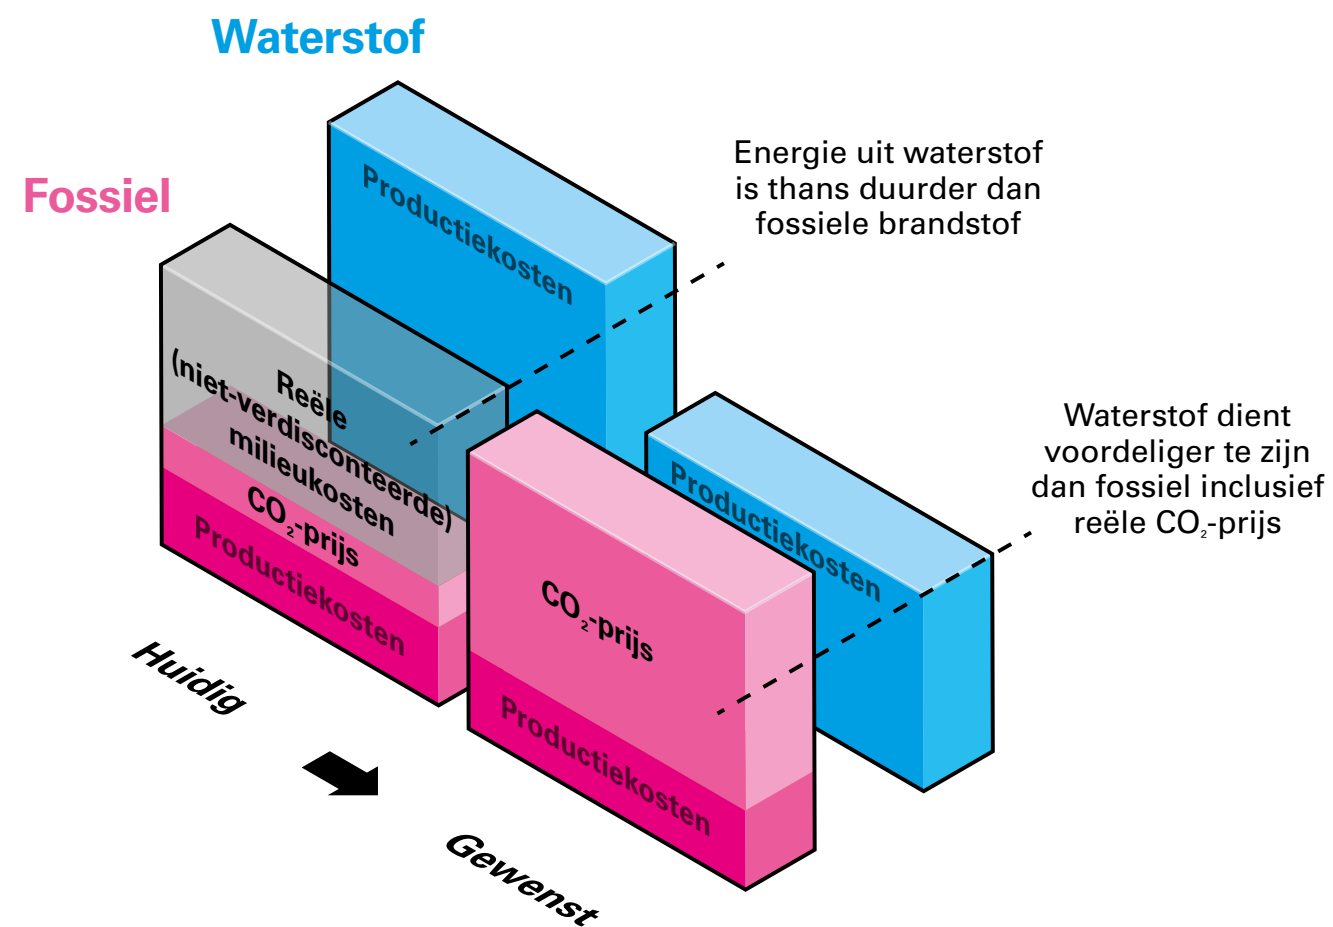 Waterstof
Fossiel
Productiekosten
Energie uit waterstof
is thans duurder dan
fossiele brandstof
Reële
(niet-verdisconteerde)
milieukosten
CO₂-prijs
Productiekosten
Productiekosten
Waterstof dient
voordeliger te zijn
dan fossiel inclusief
reële CO₂-prijs
CO₂-prijs
Productiekosten
Huidig
Gewenst